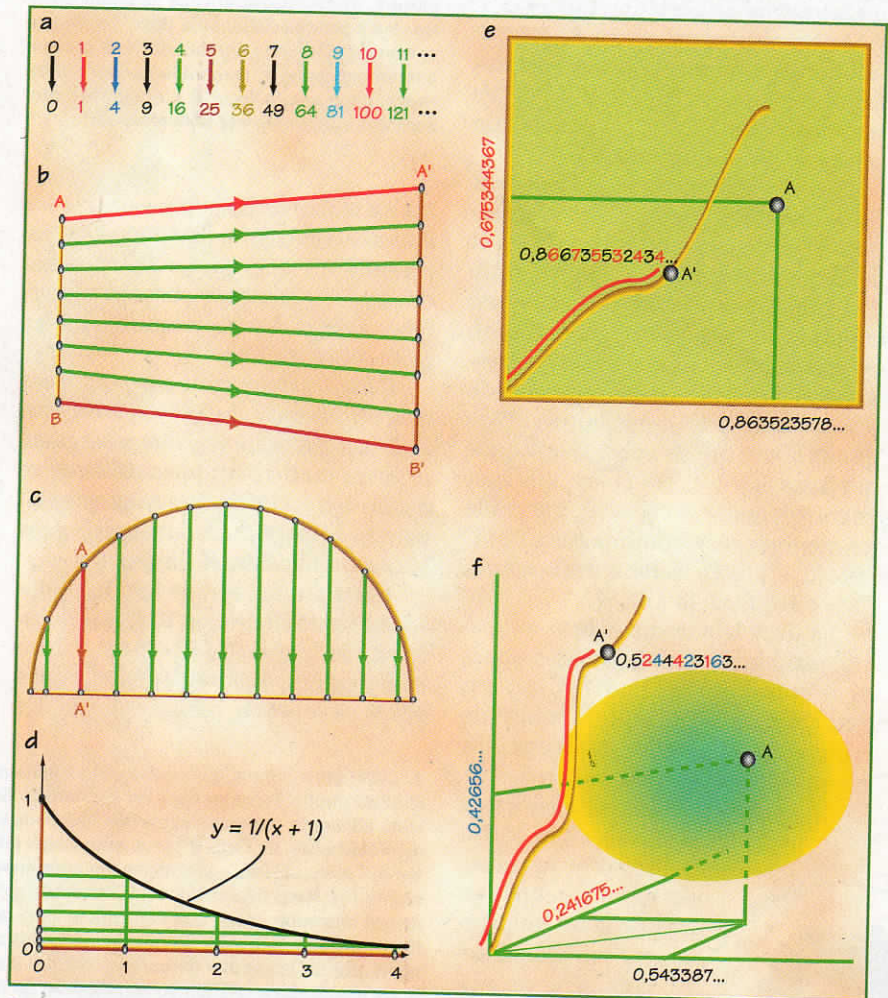 a
0 1 2 3 4 5 6 7 8 9 10 11 ...
0 1 4 9 16 25 36 49 64 81 100 121 ...
b
A A'
B B'
c
A
A'
d
1
y = 1/(x + 1)
0
0 1 2 3 4
e
0,675344367
A
0,866735532434...
A'
0,863523578...
f
A'
0,5244423163...
A
0,42656...
0,241675...
0,543387...